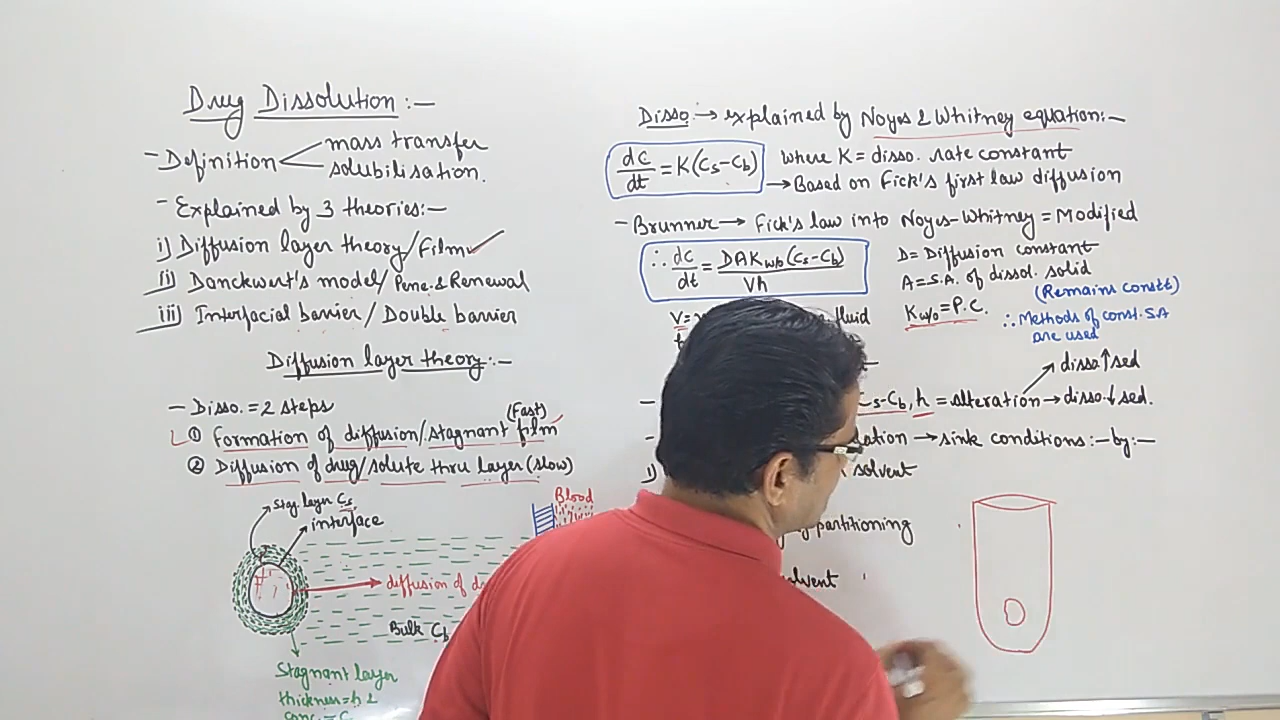 Drug Dissolution:-
- Definition < mass transfer
solubilisation.
- Explained by 3 theories:-
i) Diffusion layer theory/Film ✓
ii) Danckwert's model/Pene.& Renewal
iii) Interfacial barrier/Double barrier
Diffusion layer theory:-
- Disso. = 2 steps
(Fast)
① Formation of diffusion/stagnant film
② Diffusion of drug/solute thru layer (slow)
Stag layer Cs
interface
Blood
diffusion of
Bulk Cb
Stagnant layer
thickness = h &
conc. = C
Disso → explained by Noyes & Whitney equation:-
dc/dt = K(Cs-Cb) where K = disso. rate constant
→ Based on Fick's first law diffusion
- Brunner → Fick's law into Noyes-Whitney = Modified
∴ dc/dt = DAKw/o (Cs-Cb) / Vh
D = Diffusion constant
A = S.A. of dissol. solid
(Remains constt)
Kw/o = P.C.
∴ Methods of const. S.A
are used
V = fluid
Cs-Cb, h = alteration → disso↑sed
→ disso↓sed.
→ sink conditions:- by:-
1) solvent
partitioning